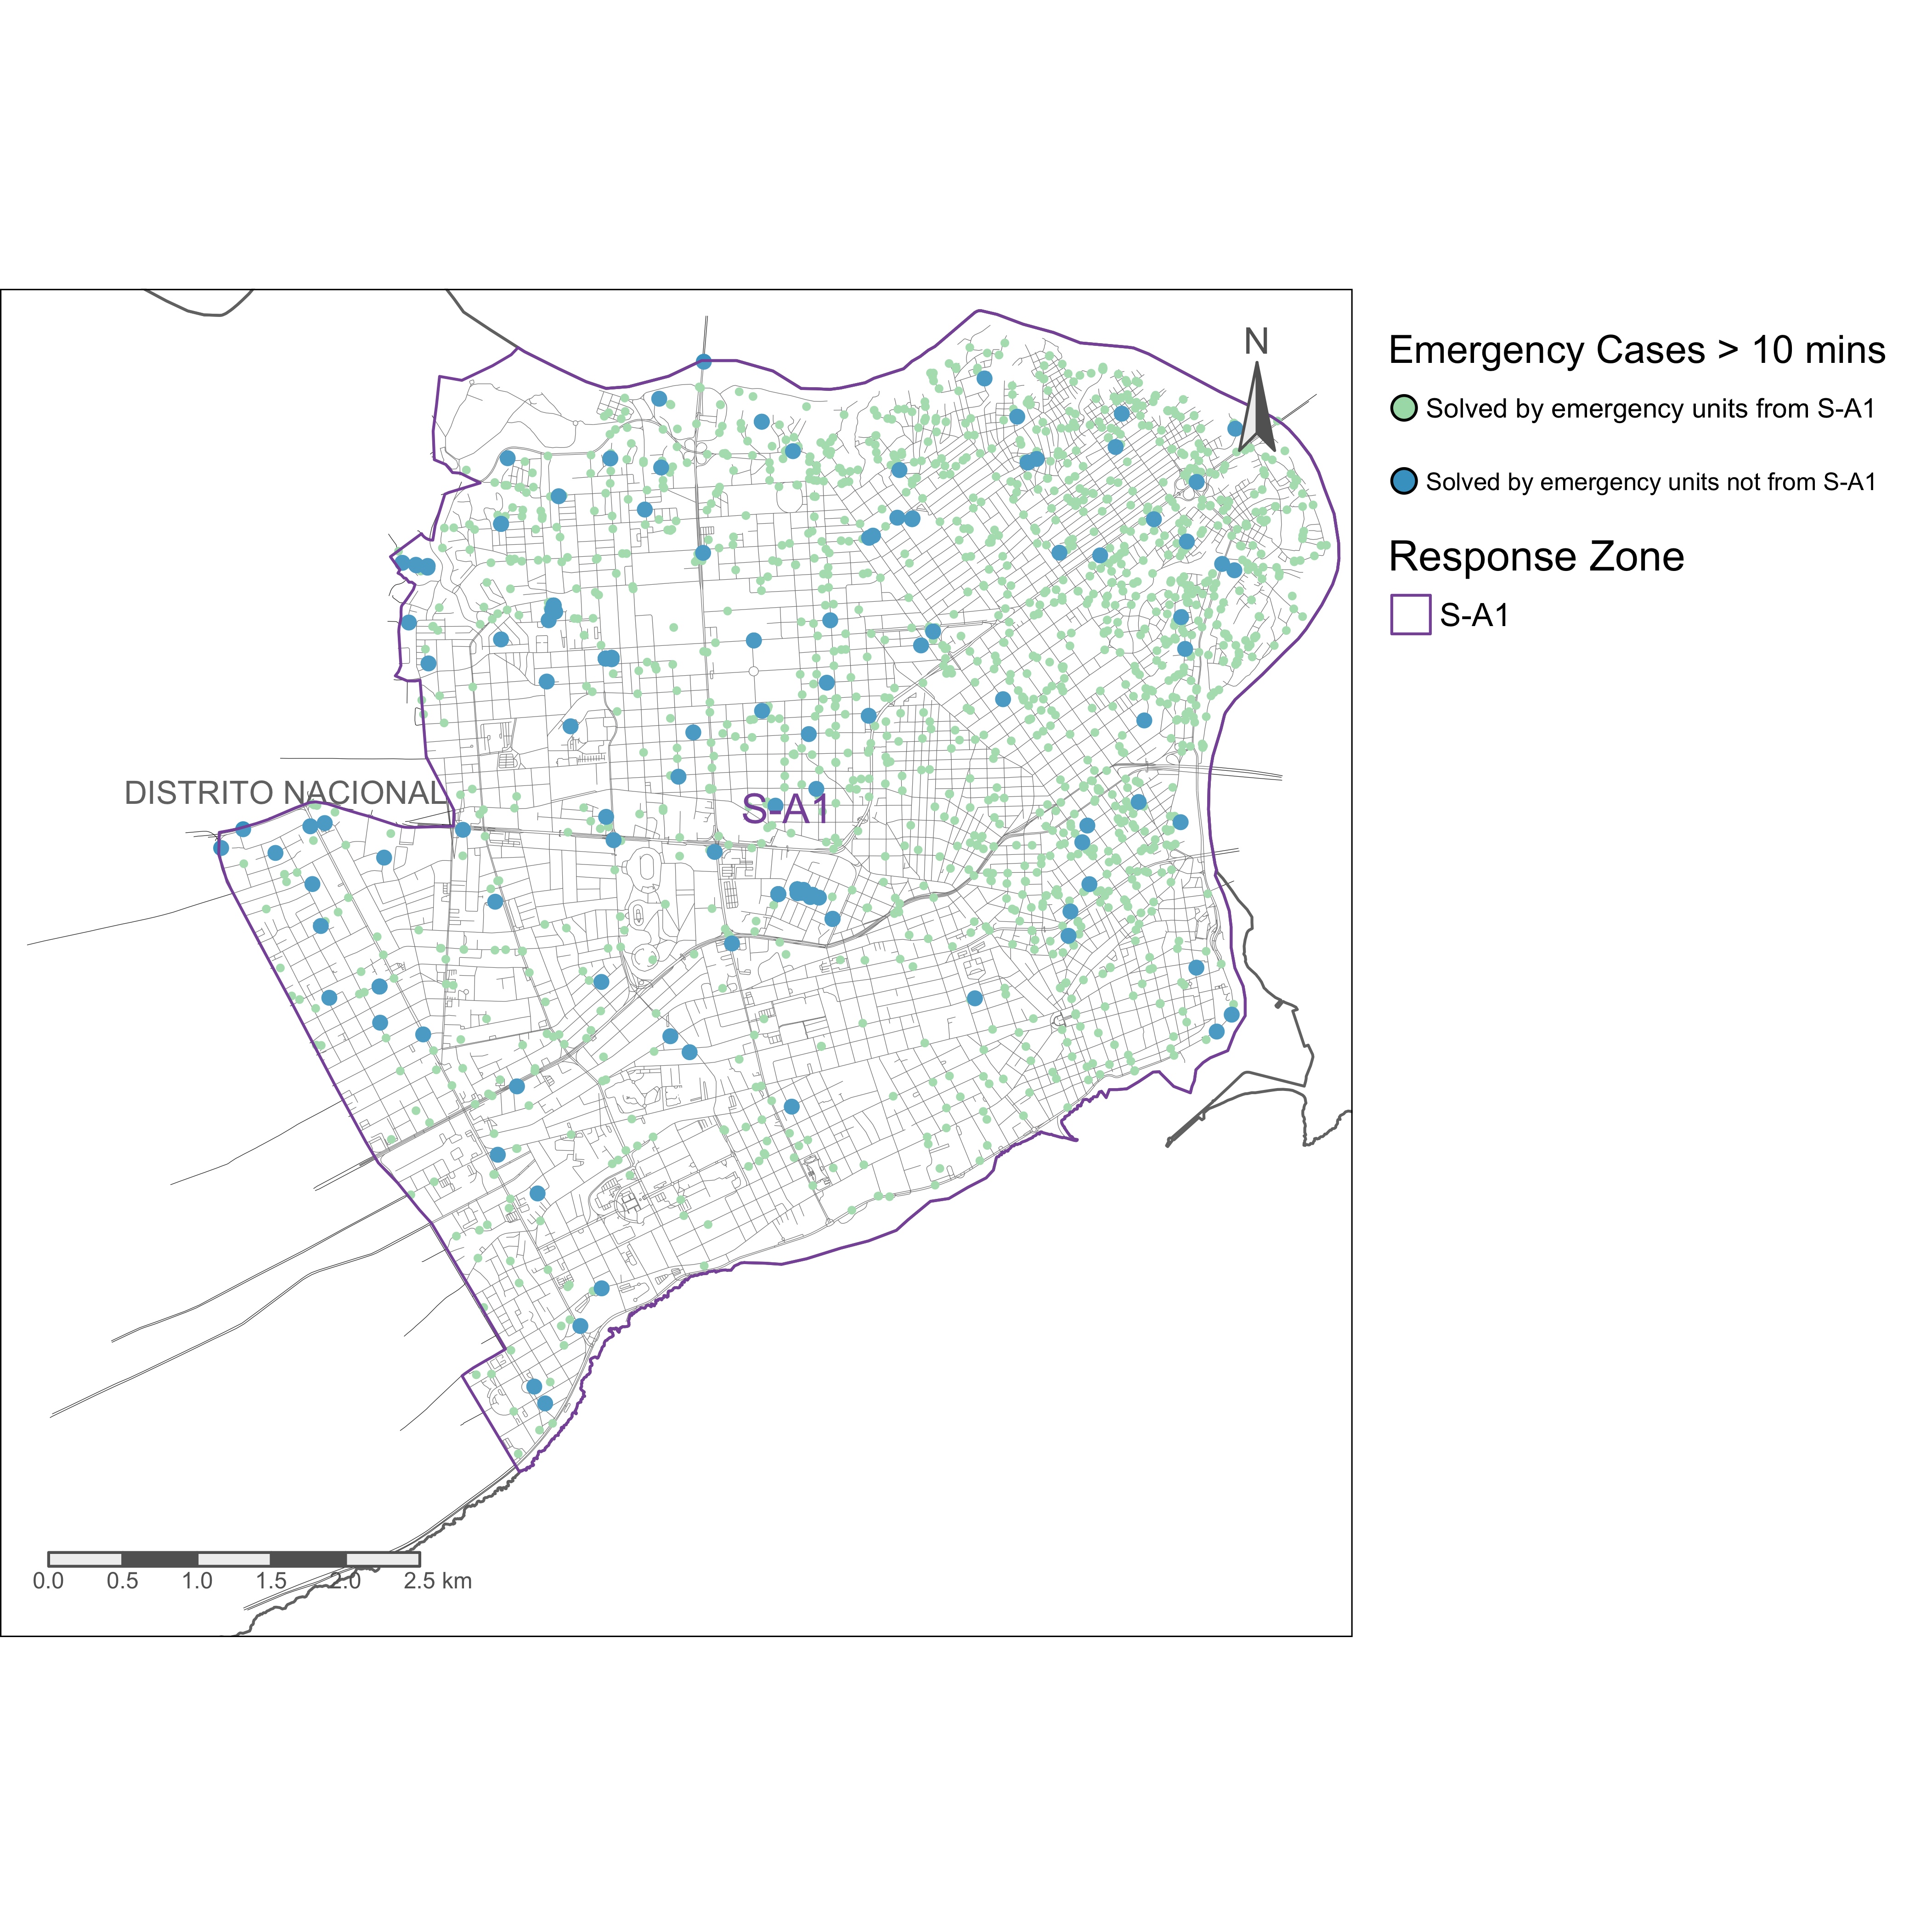 N
Emergency Cases > 10 mins
Solved by emergency units from S-A1
Solved by emergency units not from S-A1
Response Zone
S-A1
DISTRITO NACIONAL
S-A1
0.0 0.5 1.0 1.5 2.0 2.5 km